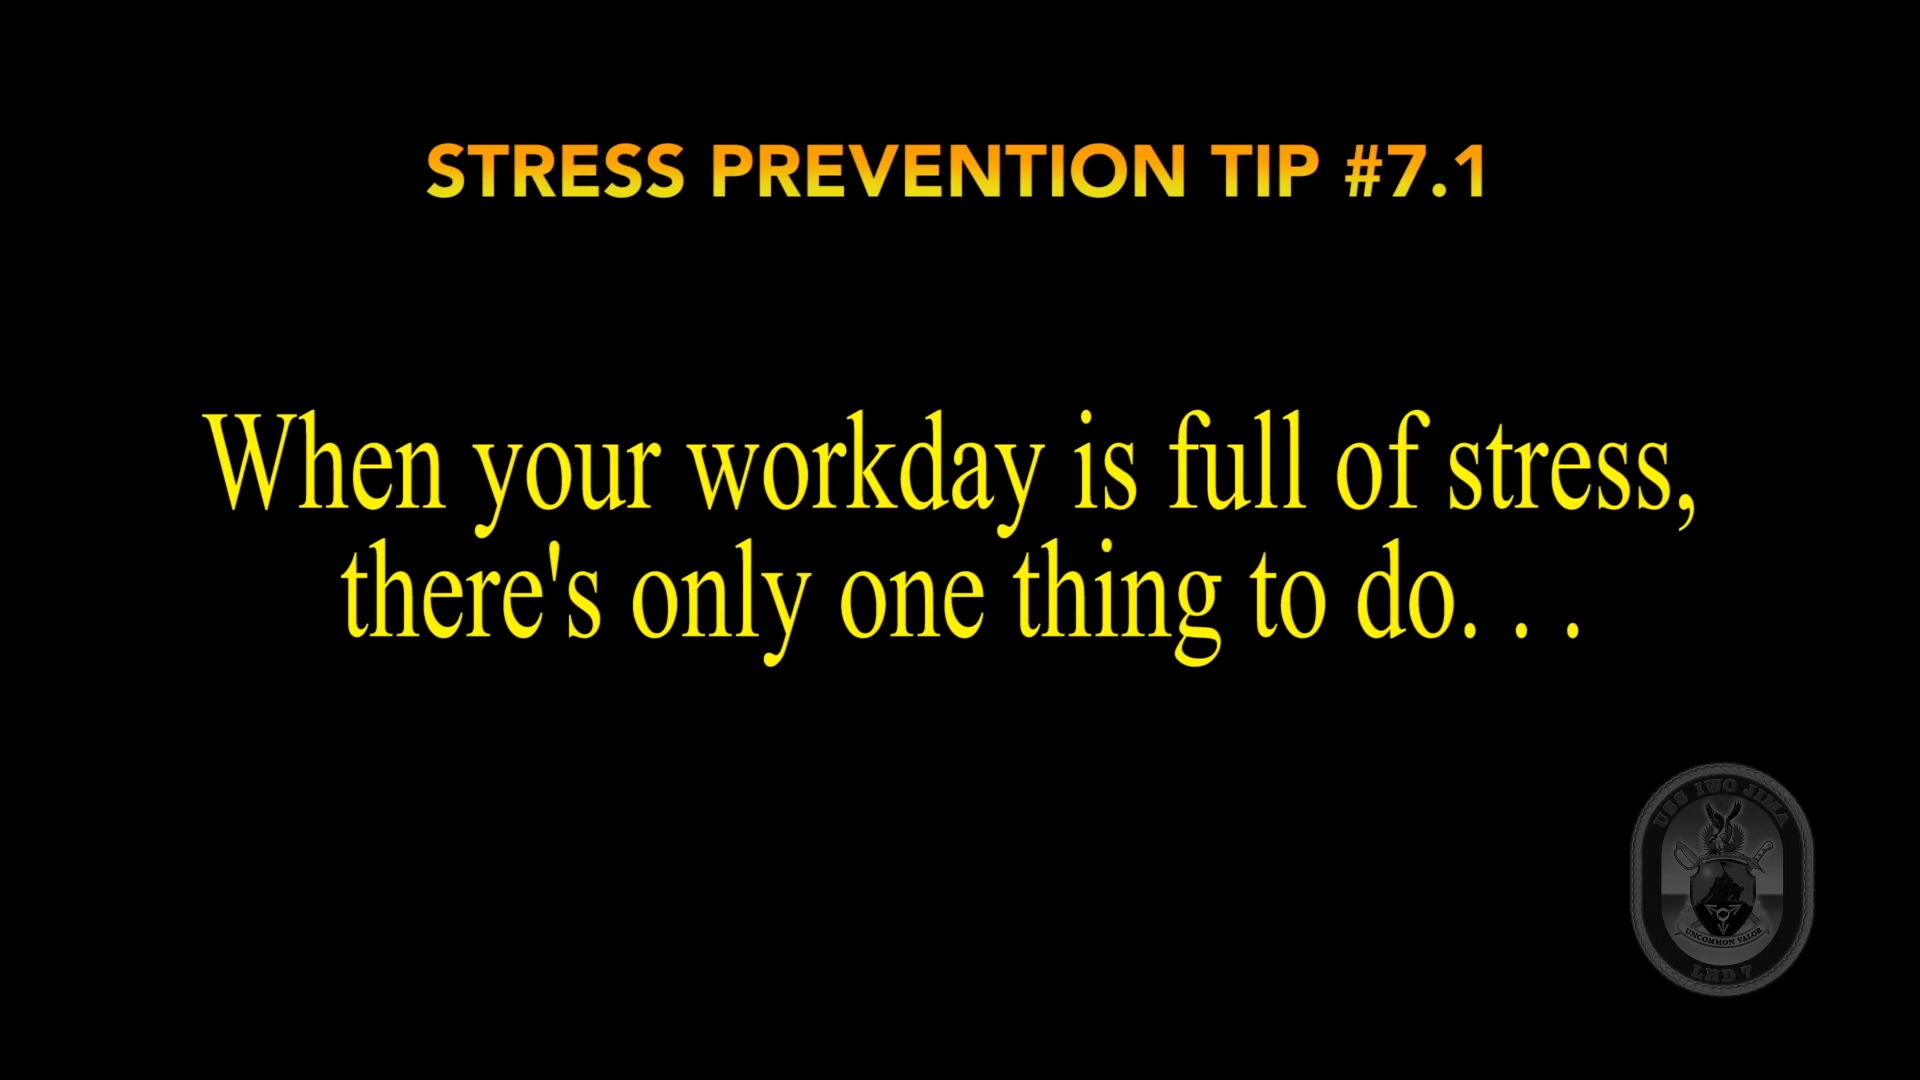 STRESS PREVENTION TIP #7.1
When your workday is full of stress,
there's only one thing to do. . .
USS IWO JIMA
UNCOMMON VALOR
LHD 7